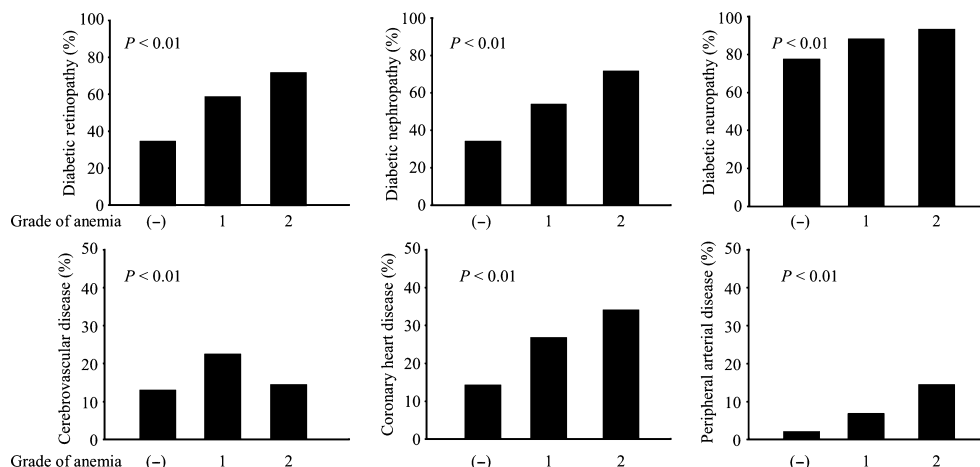 Diabetic retinopathy (%)
100
80
60
40
20
0
P < 0.01
Diabetic nephropathy (%)
100
80
60
40
20
0
P < 0.01
Diabetic neuropathy (%)
100
80
60
40
20
0
P < 0.01
Grade of anemia (−) 1 2 (−) 1 2 (−) 1 2
Cerebrovascular disease (%)
50
40
30
20
10
0
P < 0.01
Coronary heart disease (%)
50
40
30
20
10
0
P < 0.01
Peripheral arterial disease (%)
50
40
30
20
10
0
P < 0.01
Grade of anemia (−) 1 2 (−) 1 2 (−) 1 2